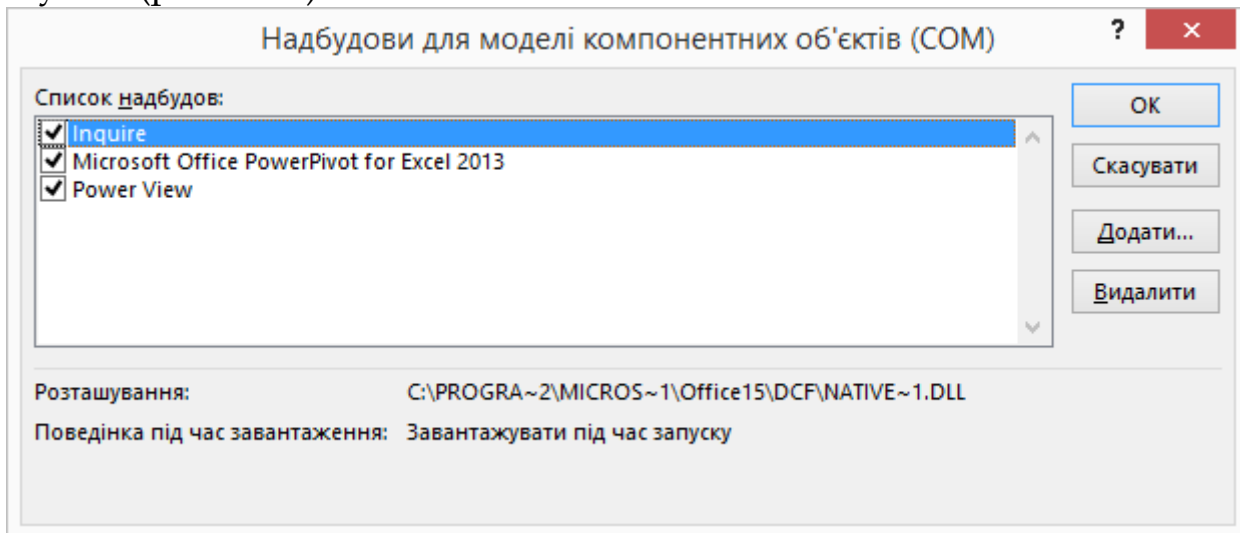 Надбудови для моделі компонентних об'єктів (COM)
?
×
Список надбудов:
Inquire
Microsoft Office PowerPivot for Excel 2013
Power View
ОК
Скасувати
Додати...
Видалити
Розташування: C:\PROGRA~2\MICROS~1\Office15\DCF\NATIVE~1.DLL
Поведінка під час завантаження: Завантажувати під час запуску